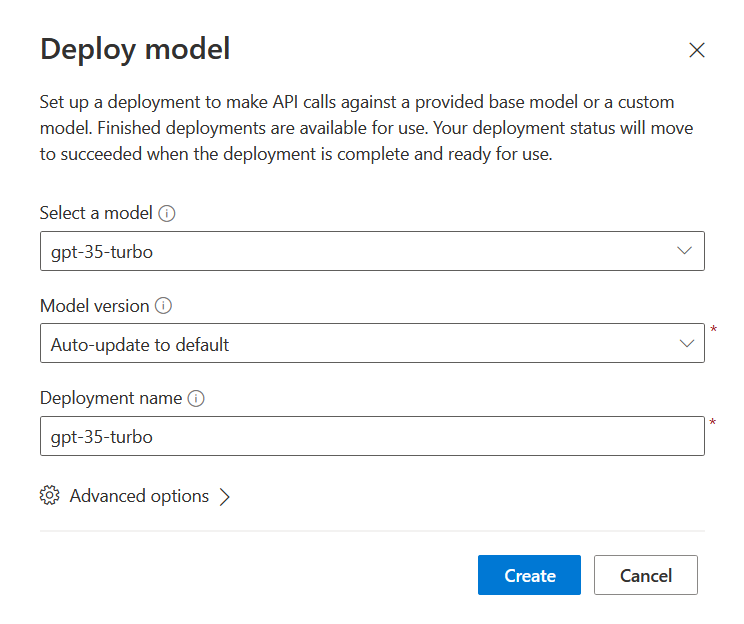 Deploy model
Set up a deployment to make API calls against a provided base model or a custom
model. Finished deployments are available for use. Your deployment status will move
to succeeded when the deployment is complete and ready for use.
Select a model
gpt-35-turbo
Model version
Auto-update to default
*
Deployment name
gpt-35-turbo
*
Advanced options
Create
Cancel